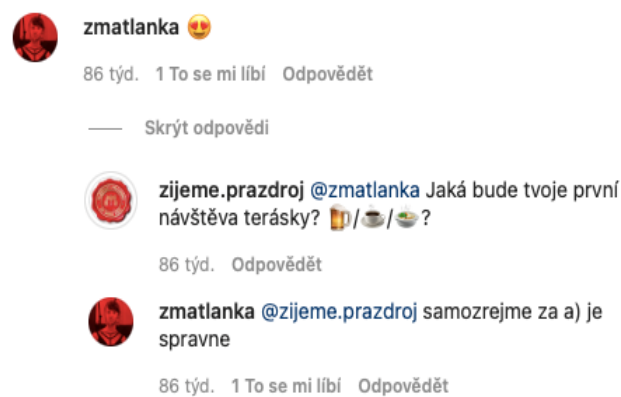 zmatlanka 😍
86 týd. 1 To se mi líbí Odpovědět
Skrýt odpovědi
zijeme.prazdroj @zmatlanka Jaká bude tvoje první
návštěva terásky? 🍺/☕/🍲?
86 týd. Odpovědět
zmatlanka @zijeme.prazdroj samozrejme za a) je
spravne
86 týd. 1 To se mi líbí Odpovědět